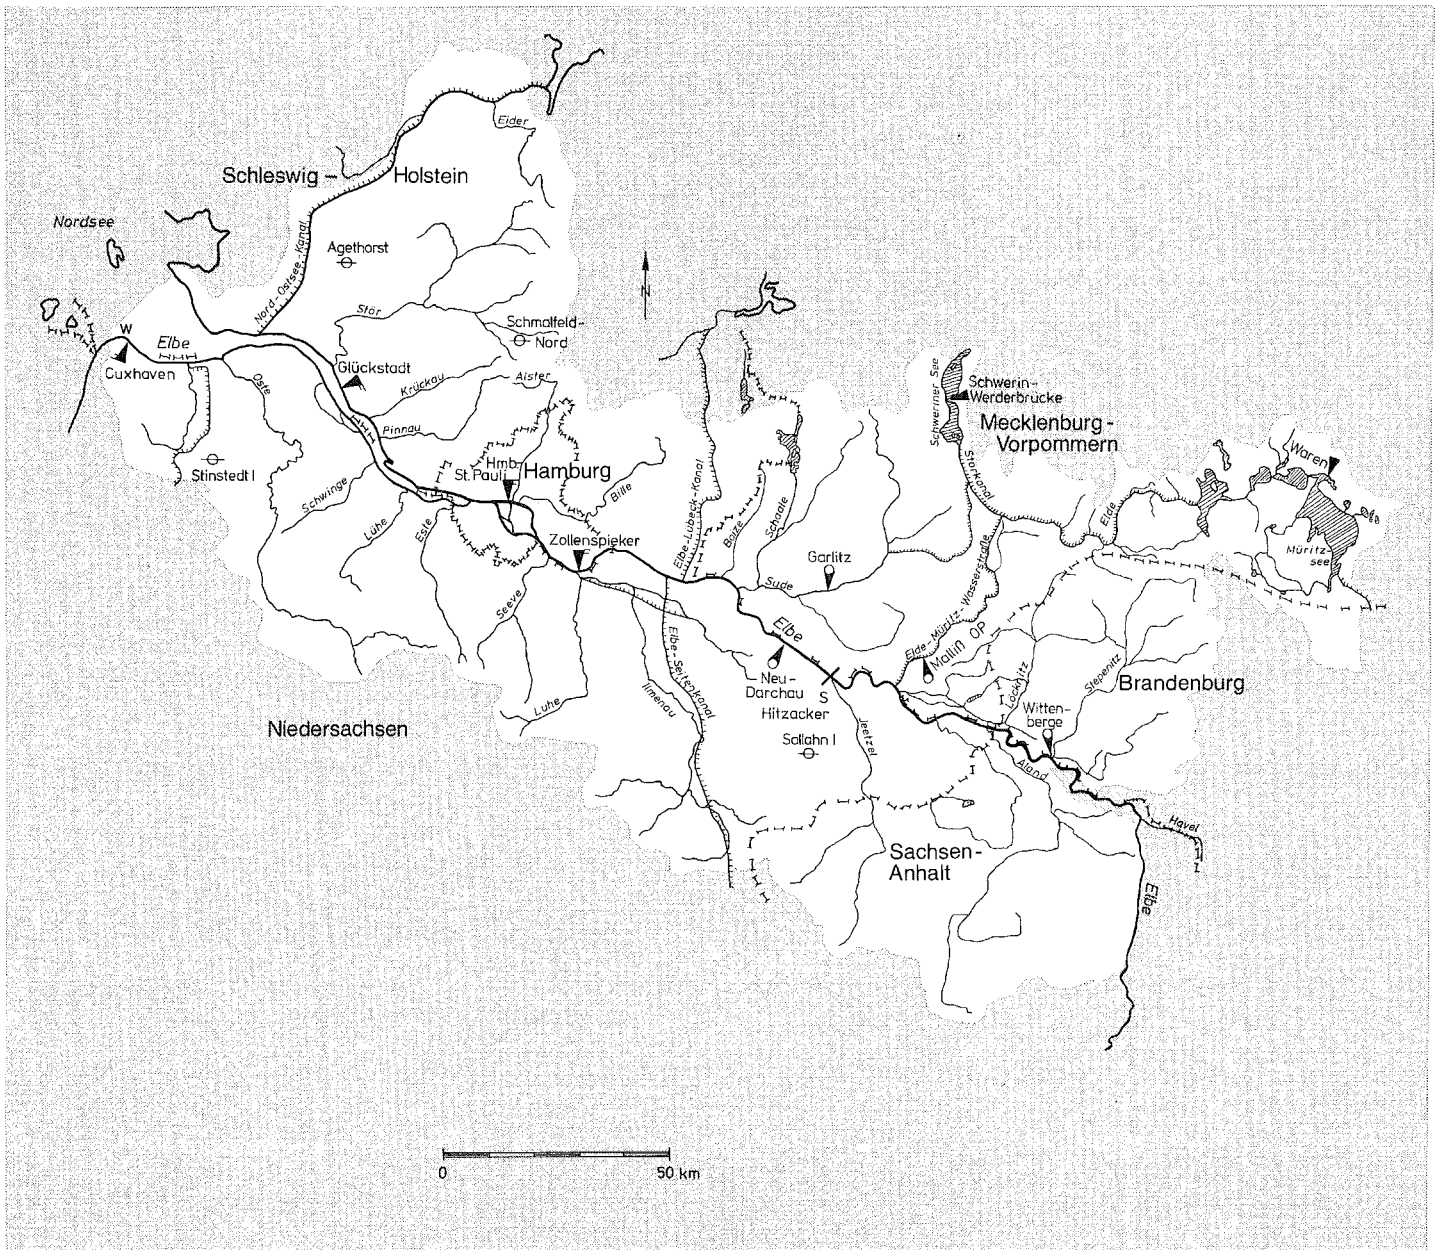 Eider
Schleswig -
Holstein
Nordsee
Nord-Ostsee-Kanal
Agethorst
N
Stör
Schmalfeld-
Nord
W
Elbe
Cuxhaven
Glückstadt
Oste
Krückau
Alster
Pinnau
Schweriner See
Schwerin-
Werderbrücke
Mecklenburg-
Vorpommern
Stinstedt I
Hmb.-
St. Pauli
Hamburg
Waren
Schwinge
Bille
Störkanal
Elde
Lühe
Este
Zollenspieker
Elbe-Lübeck-Kanal
Boize
Schaale
Müritz-
see
Garlitz
Sude
Seeve
Elbe
Elde-Müritz-Wasserstraße
Malliß OP
Elbe-Seitenkanal
Neu-
Darchau
S
Hitzacker
Löcknitz
Stepenitz
Brandenburg
Luhe
Ilmenau
Niedersachsen
Jeetzel
Witten-
berge
Sallahn I
Aland
Havel
Sachsen-
Anhalt
Elbe
0
50 km